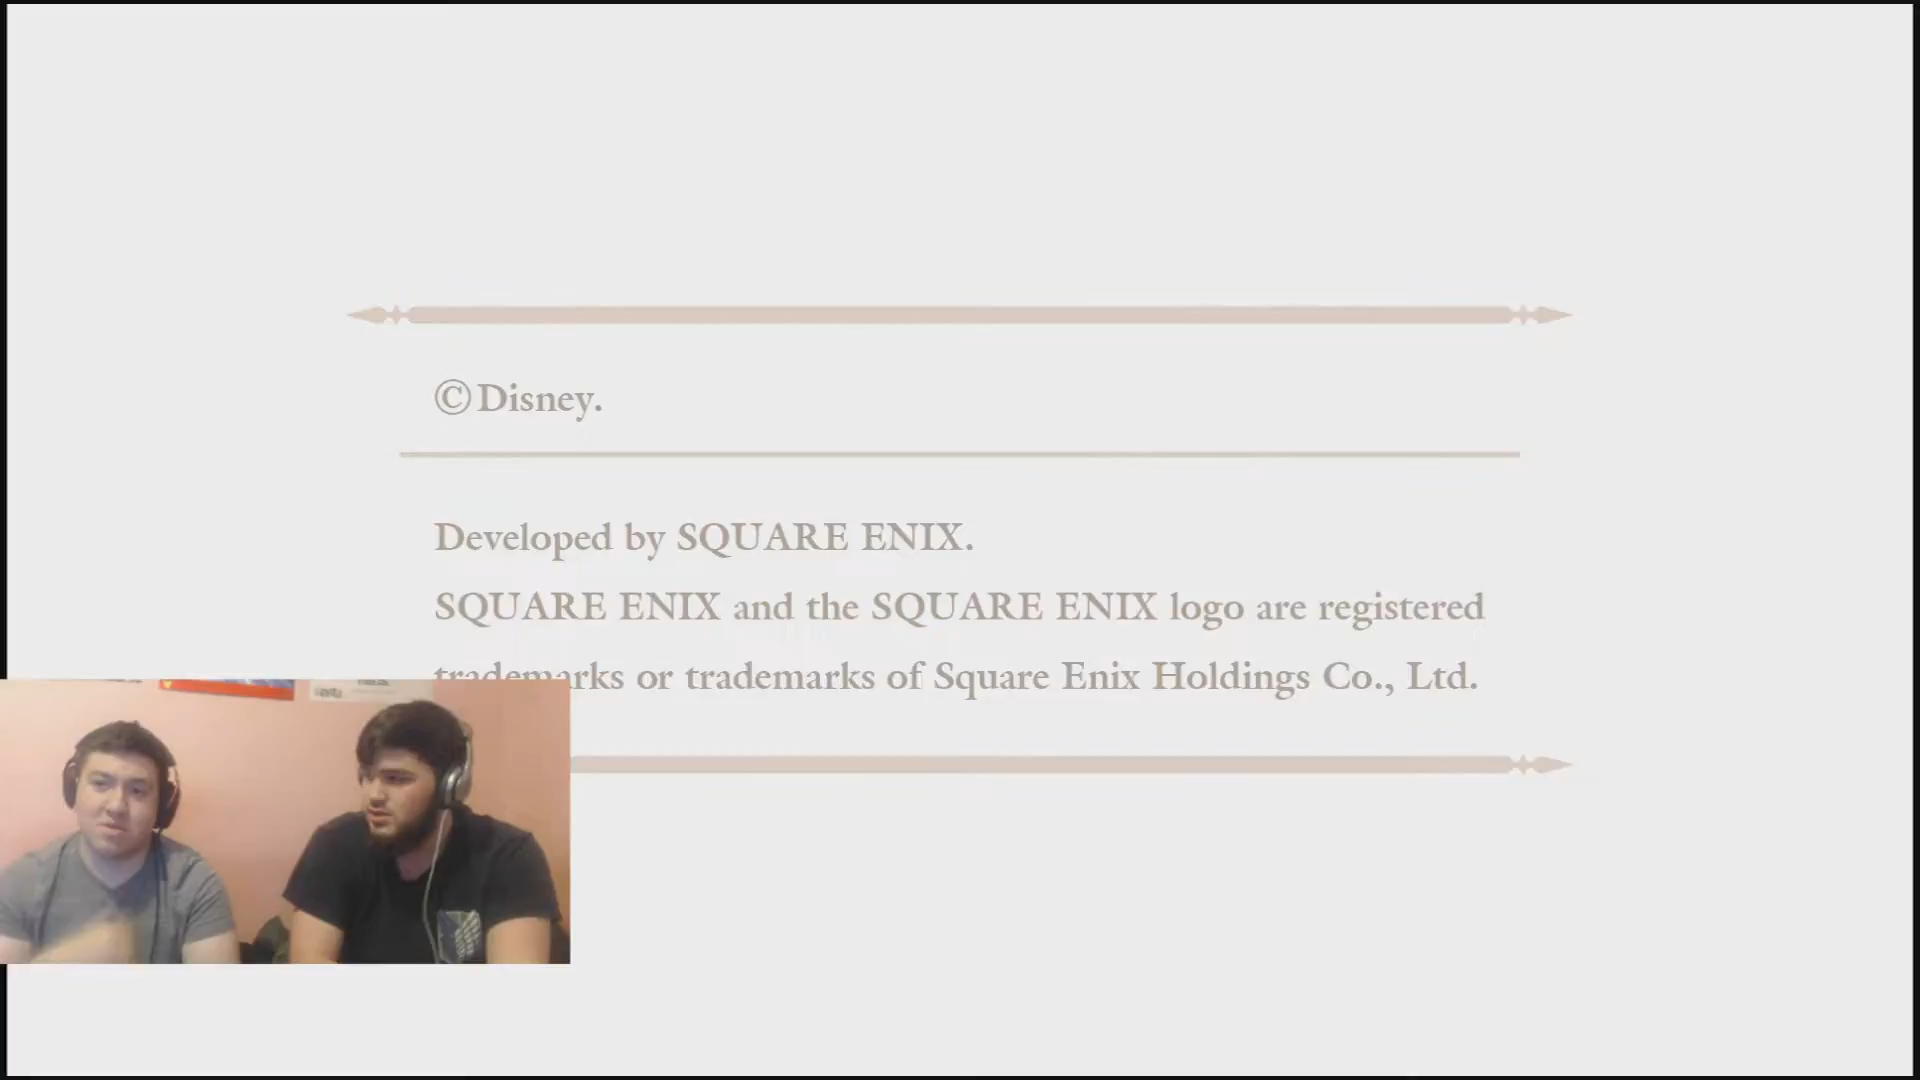 ©Disney.
Developed by SQUARE ENIX.
SQUARE ENIX and the SQUARE ENIX logo are registered
trademarks or trademarks of Square Enix Holdings Co., Ltd.